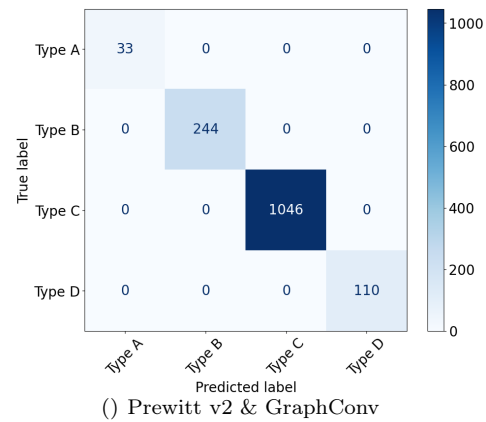 Type A 33 0 0 0
Type B 0 244 0 0
Type C 0 0 1046 0
Type D 0 0 0 110
True label
Type A Type B Type C Type D
Predicted label
1000
800
600
400
200
0
() Prewitt v2 & GraphConv